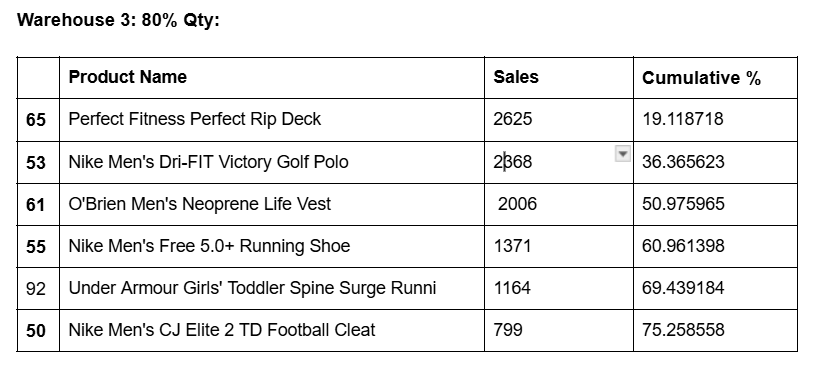 Warehouse 3: 80% Qty:
Product Name Sales Cumulative %
65 Perfect Fitness Perfect Rip Deck 2625 19.118718
53 Nike Men's Dri-FIT Victory Golf Polo 2368 36.365623
61 O'Brien Men's Neoprene Life Vest 2006 50.975965
55 Nike Men's Free 5.0+ Running Shoe 1371 60.961398
92 Under Armour Girls' Toddler Spine Surge Runni 1164 69.439184
50 Nike Men's CJ Elite 2 TD Football Cleat 799 75.258558